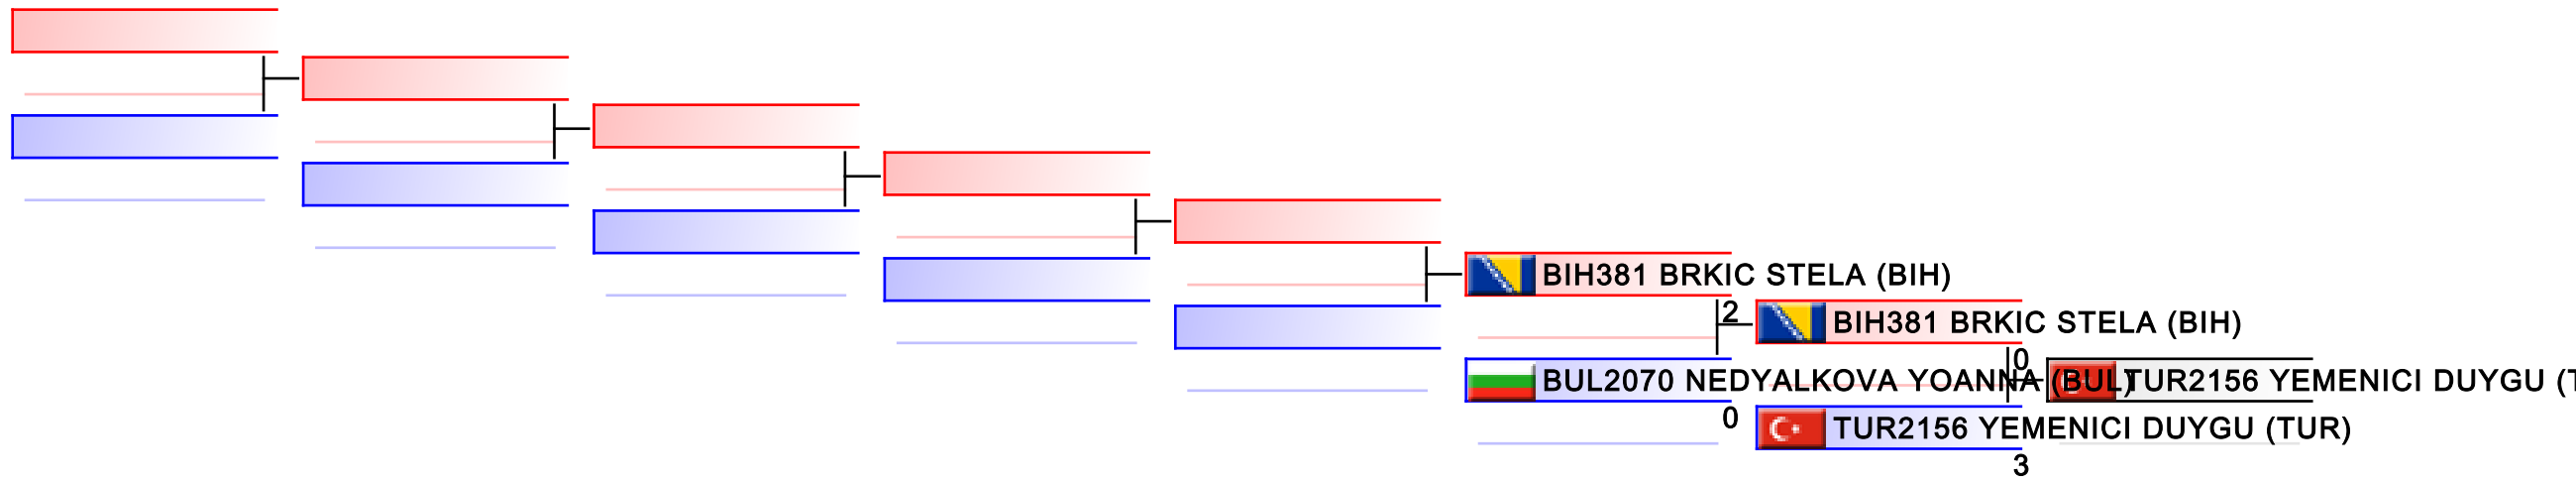 BIH381 BRKIC STELA (BIH)
2
BIH381 BRKIC STELA (BIH)
0
BUL2070 NEDYALKOVA YOANNA (BUL)
TUR2156 YEMENICI DUYGU (T
0
TUR2156 YEMENICI DUYGU (TUR)
3